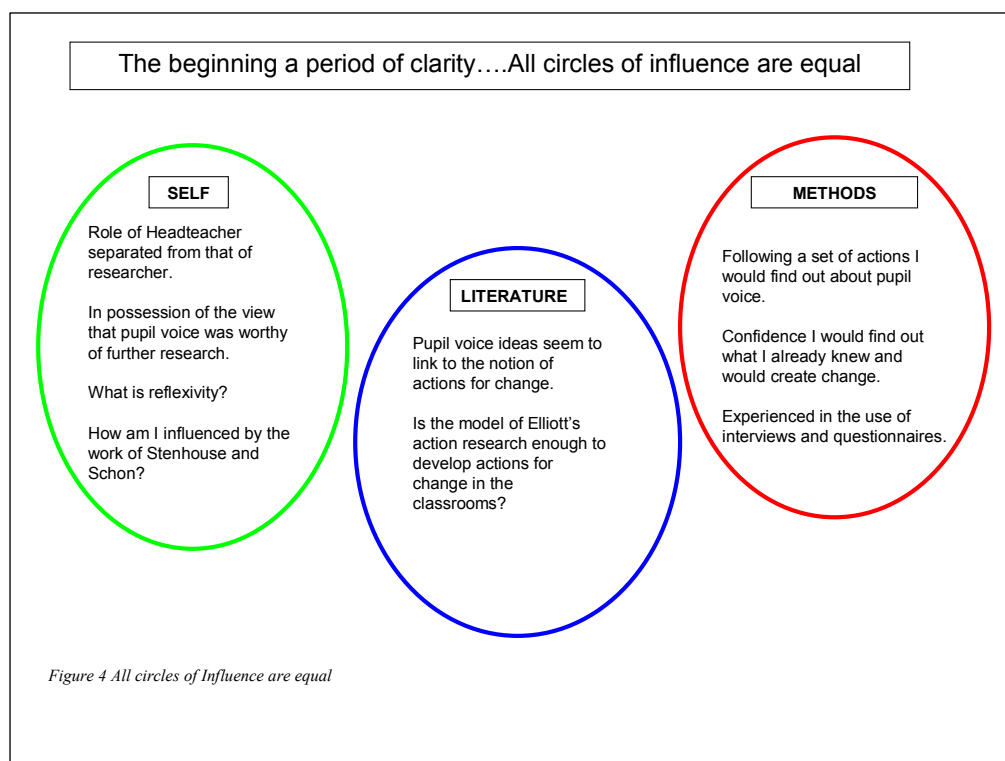 The beginning a period of clarity….All circles of influence are equal
SELF
Role of Headteacher
separated from that of
researcher.
In possession of the view
that pupil voice was worthy
of further research.
What is reflexivity?
How am I influenced by the
work of Stenhouse and
Schon?
LITERATURE
Pupil voice ideas seem to
link to the notion of
actions for change.
Is the model of Elliott's
action research enough to
develop actions for
change in the
classrooms?
METHODS
Following a set of actions I
would find out about pupil
voice.
Confidence I would find out
what I already knew and
would create change.
Experienced in the use of
interviews and questionnaires.
Figure 4 All circles of Influence are equal